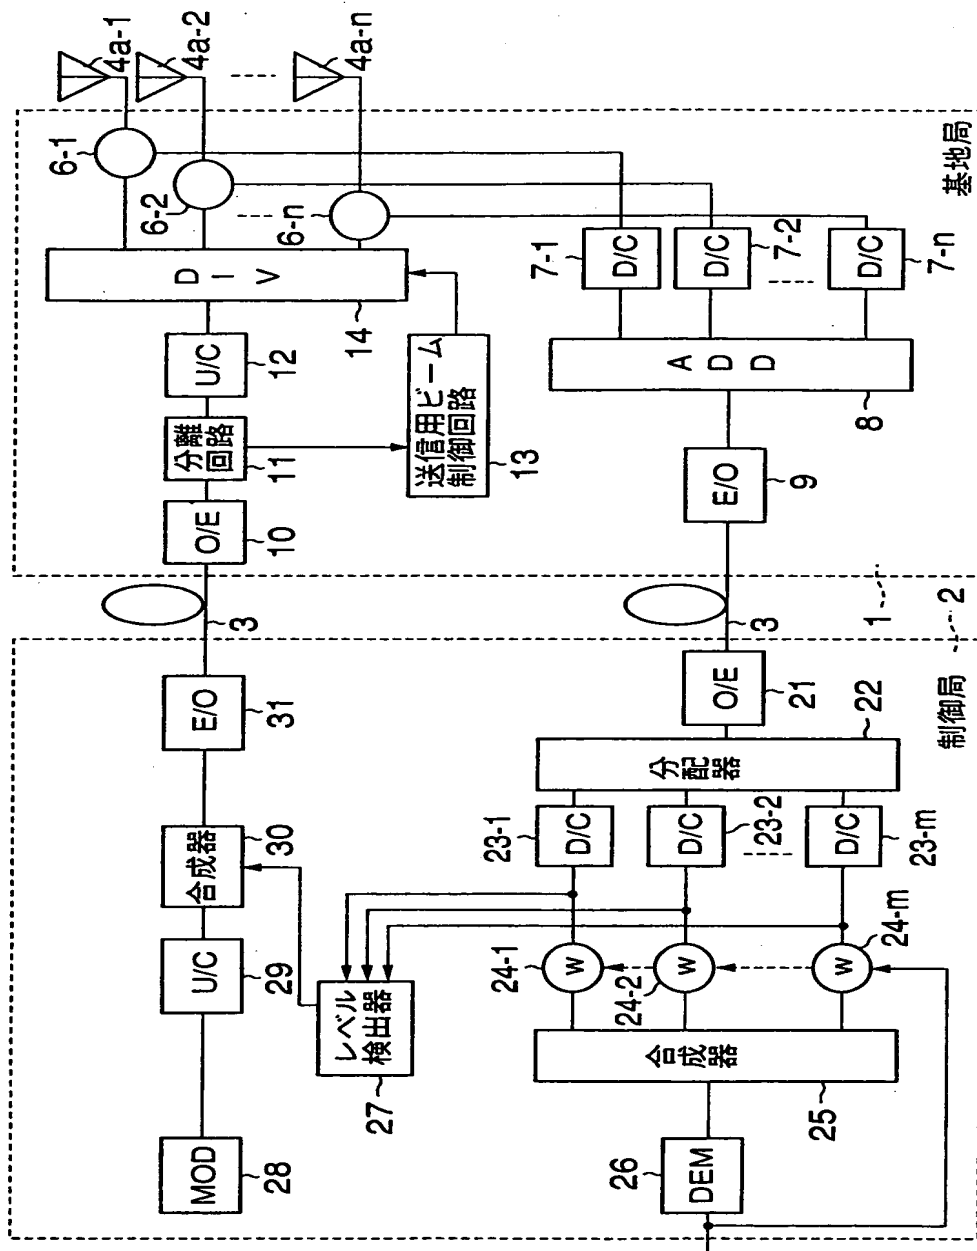 4a-1
4a-2
4a-n
6-1
6-2
6-n
基地局
DIV
14
U/C
12
分離
回路
11
O/E
10
送信用ビーム
制御回路
13
7-1
D/C
D/C
7-2
D/C
7-n
ADD
8
E/O
9
3
3
1
2
制御局
E/O
31
合成器
30
U/C
29
MOD
28
レベル
検出器
27
O/E
21
分配器
22
23-1
D/C
D/C
23-2
D/C
23-m
24-1
W
W
24-2
W
24-m
合成器
25
DEM
26